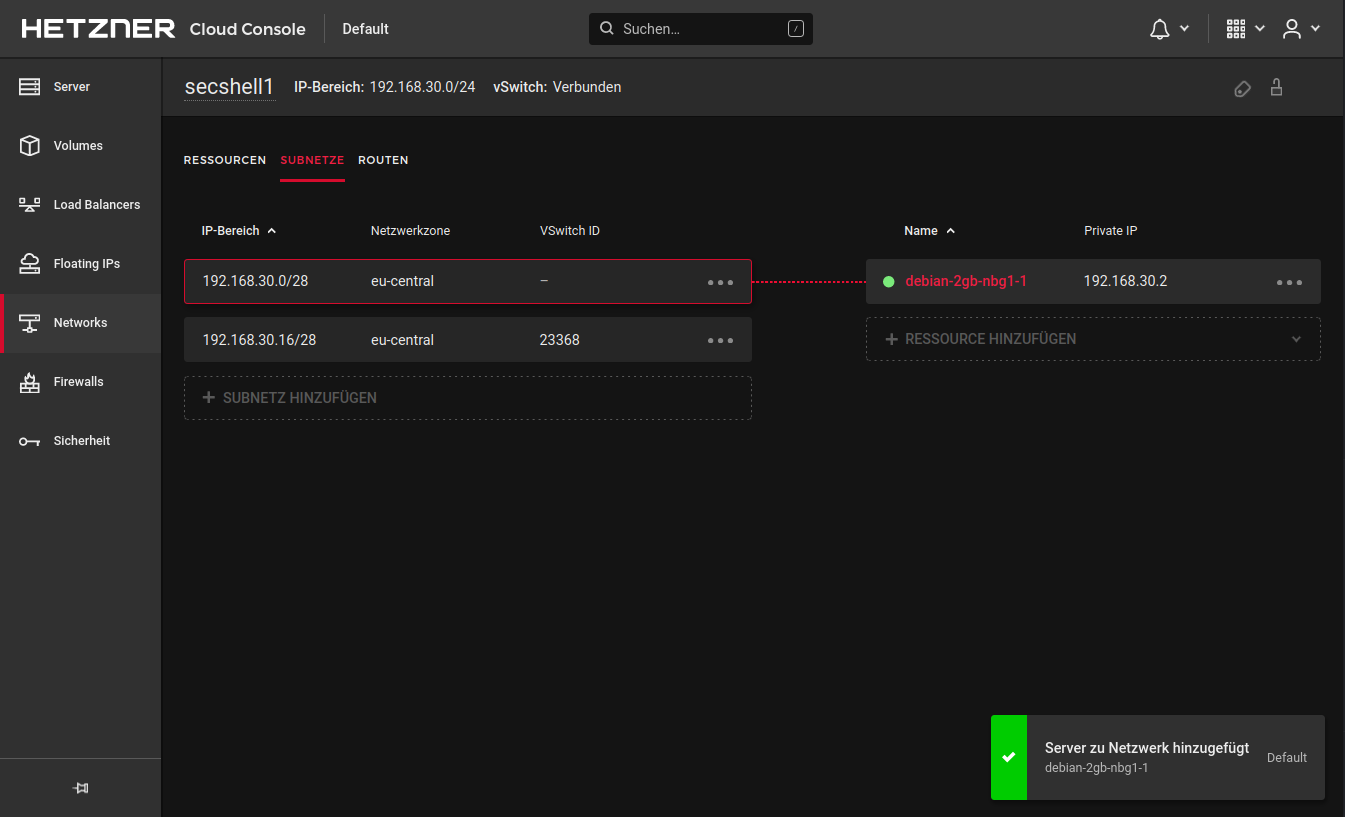 HETZNER Cloud Console Default Suchen... /
Server
Volumes
Load Balancers
Floating IPs
Networks
Firewalls
Sicherheit
secshell1 IP-Bereich: 192.168.30.0/24 vSwitch: Verbunden
RESSOURCEN SUBNETZE ROUTEN
IP-Bereich Netzwerkzone VSwitch ID
192.168.30.0/28 eu-central –
192.168.30.16/28 eu-central 23368
+ SUBNETZ HINZUFÜGEN
Name Private IP
debian-2gb-nbg1-1 192.168.30.2
+ RESSOURCE HINZUFÜGEN
Server zu Netzwerk hinzugefügt Default
debian-2gb-nbg1-1